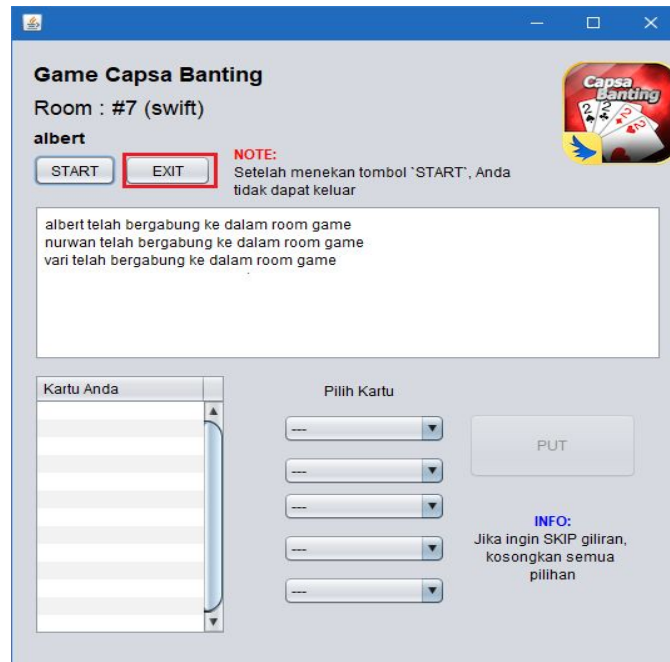 Game Capsa Banting
Capsa
Banting
Room : #7 (swift)
albert
START
EXIT
NOTE:
Setelah menekan tombol `START`, Anda
tidak dapat keluar
albert telah bergabung ke dalam room game
nurwan telah bergabung ke dalam room game
vari telah bergabung ke dalam room game
Kartu Anda
Pilih Kartu
---
---
---
---
---
PUT
INFO:
Jika ingin SKIP giliran,
kosongkan semua
pilihan